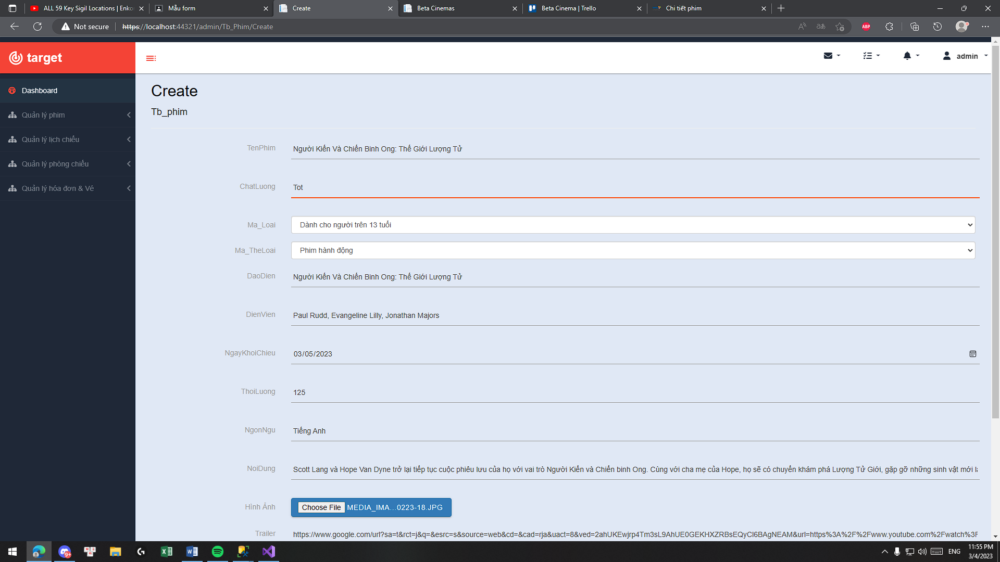 ALL 59 Key Sigil Locations | Enko
Mẫu form
Create
Beta Cinemas
Beta Cinema | Trello
Chi tiết phim
Not secure
https://localhost:44321/admin/Tb_Phim/Create
ABP
target
admin
Dashboard
Quản lý phim
Quản lý lịch chiếu
Quản lý phòng chiếu
Quản lý hóa đơn & Vé
Create
Tb_phim
TenPhim
Người Kiến Và Chiến Binh Ong: Thế Giới Lượng Tử
ChatLuong
Tot
Ma_Loai
Dành cho người trên 13 tuổi
Ma_TheLoai
Phim hành động
DaoDien
Người Kiến Và Chiến Binh Ong: Thế Giới Lượng Tử
DienVien
Paul Rudd, Evangeline Lilly, Jonathan Majors
NgayKhoiChieu
03/05/2023
ThoiLuong
125
NgonNgu
Tiếng Anh
NoiDung
Scott Lang và Hope Van Dyne trở lại tiếp tục cuộc phiêu lưu của họ với vai trò Người Kiến và Chiến binh Ong. Cùng với cha mẹ của Hope, họ sẽ có chuyến khám phá Lượng Tử Giới, gặp gỡ những sinh vật mới
Hình Ảnh
Choose File MEDIA_IMA...0223-18.JPG
Trailer
https://www.google.com/url?sa=t&rct=j&q=&esrc=s&source=web&cd=&cad=rja&uact=8&ved=2ahUKEwjrp4Tm3sL9AhUE0GEKHXZRBsEQyCl6BAgNEAM&url=https%3A%2F%2Fwww.youtube.com%2Fwatch%3F
9+
ENG
11:55 PM
3/4/2023